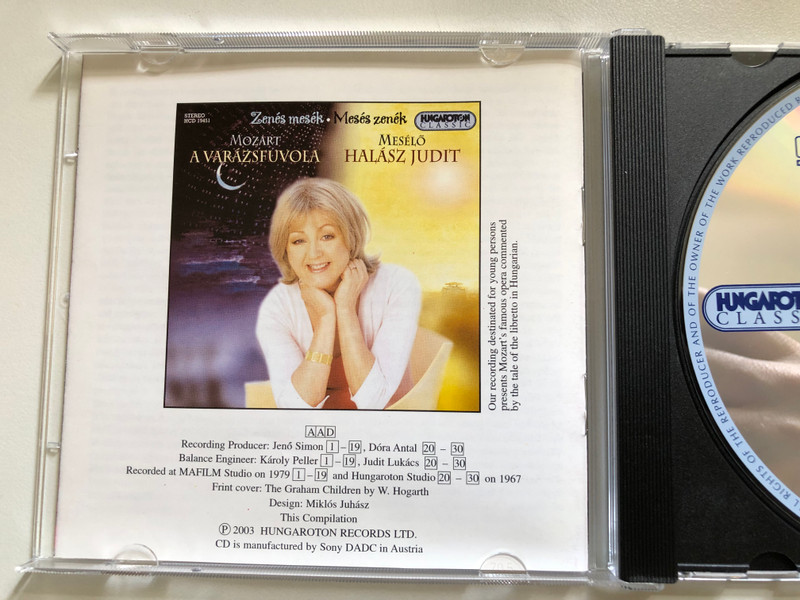 STEREO
HCD 19451
Zenés mesék • Mesés zenék
HUNGAROTON
CLASSIC
MOZART
A VARÁZSFUVOLA
MESÉLŐ
HALÁSZ JUDIT
Our recording destinated for young persons
presents Mozart's famous opera commented
by the tale of the libretto in Hungarian.
AAD
Recording Producer: Jenő Simon 1 – 19, Dóra Antal 20 – 30
Balance Engineer: Károly Peller 1 – 19, Judit Lukács 20 – 30
Recorded at MAFILM Studio on 1979 1 – 19 and Hungaroton Studio 20 – 30 on 1967
Frint cover: The Graham Children by W. Hogarth
Design: Miklós Juhász
This Compilation
℗ 2003 HUNGAROTON RECORDS LTD.
CD is manufactured by Sony DADC in Austria
ALL RIGHTS OF THE REPRODUCER AND OF THE OWNER OF THE WORK REPRODUCED
HUNGAROTON
CLASS